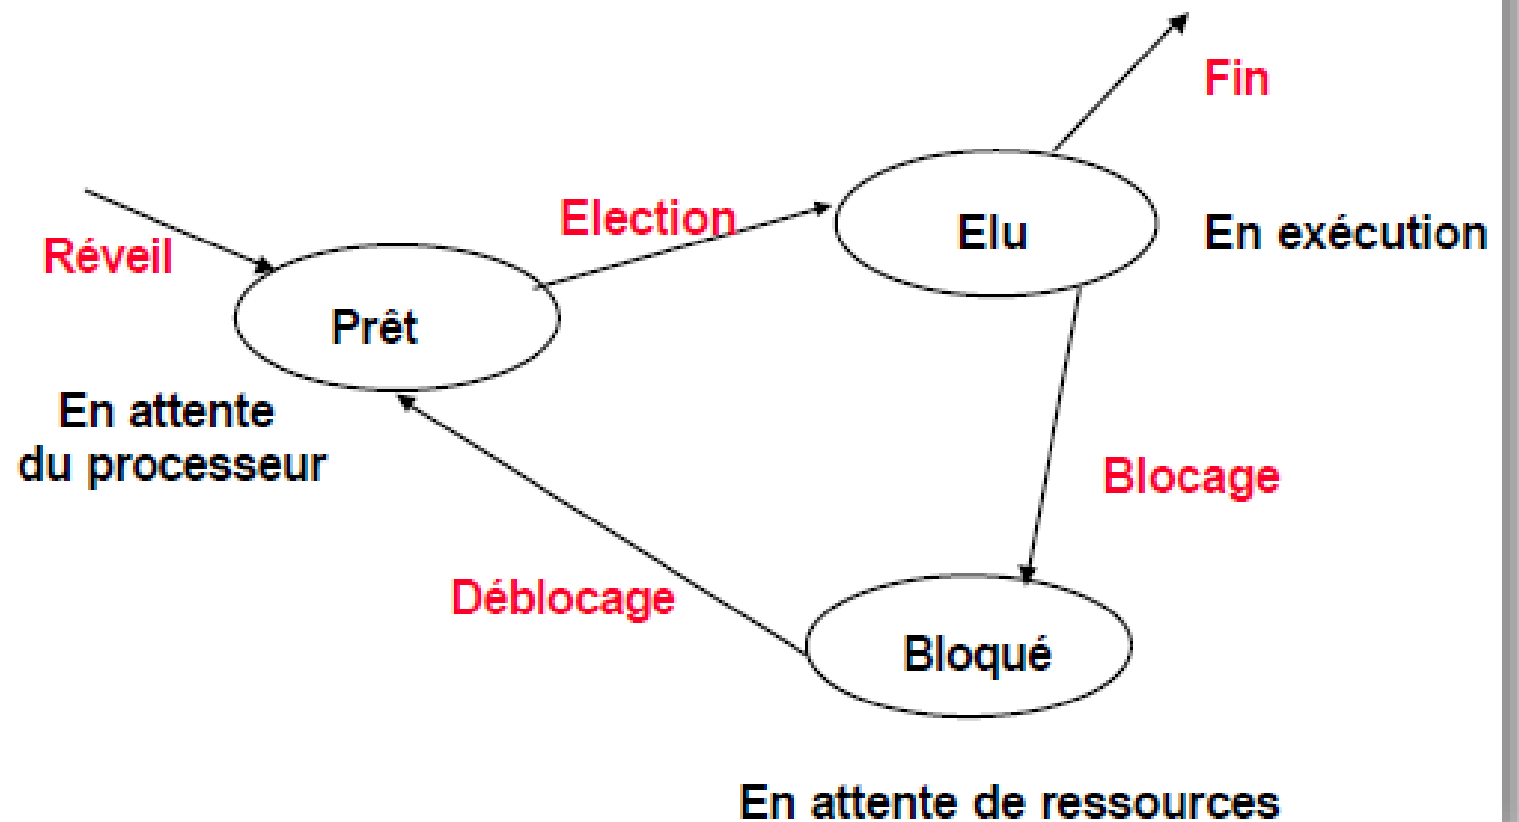 Fin
Election
Elu
En exécution
Réveil
Prêt
En attente
du processeur
Blocage
Déblocage
Bloqué
En attente de ressources